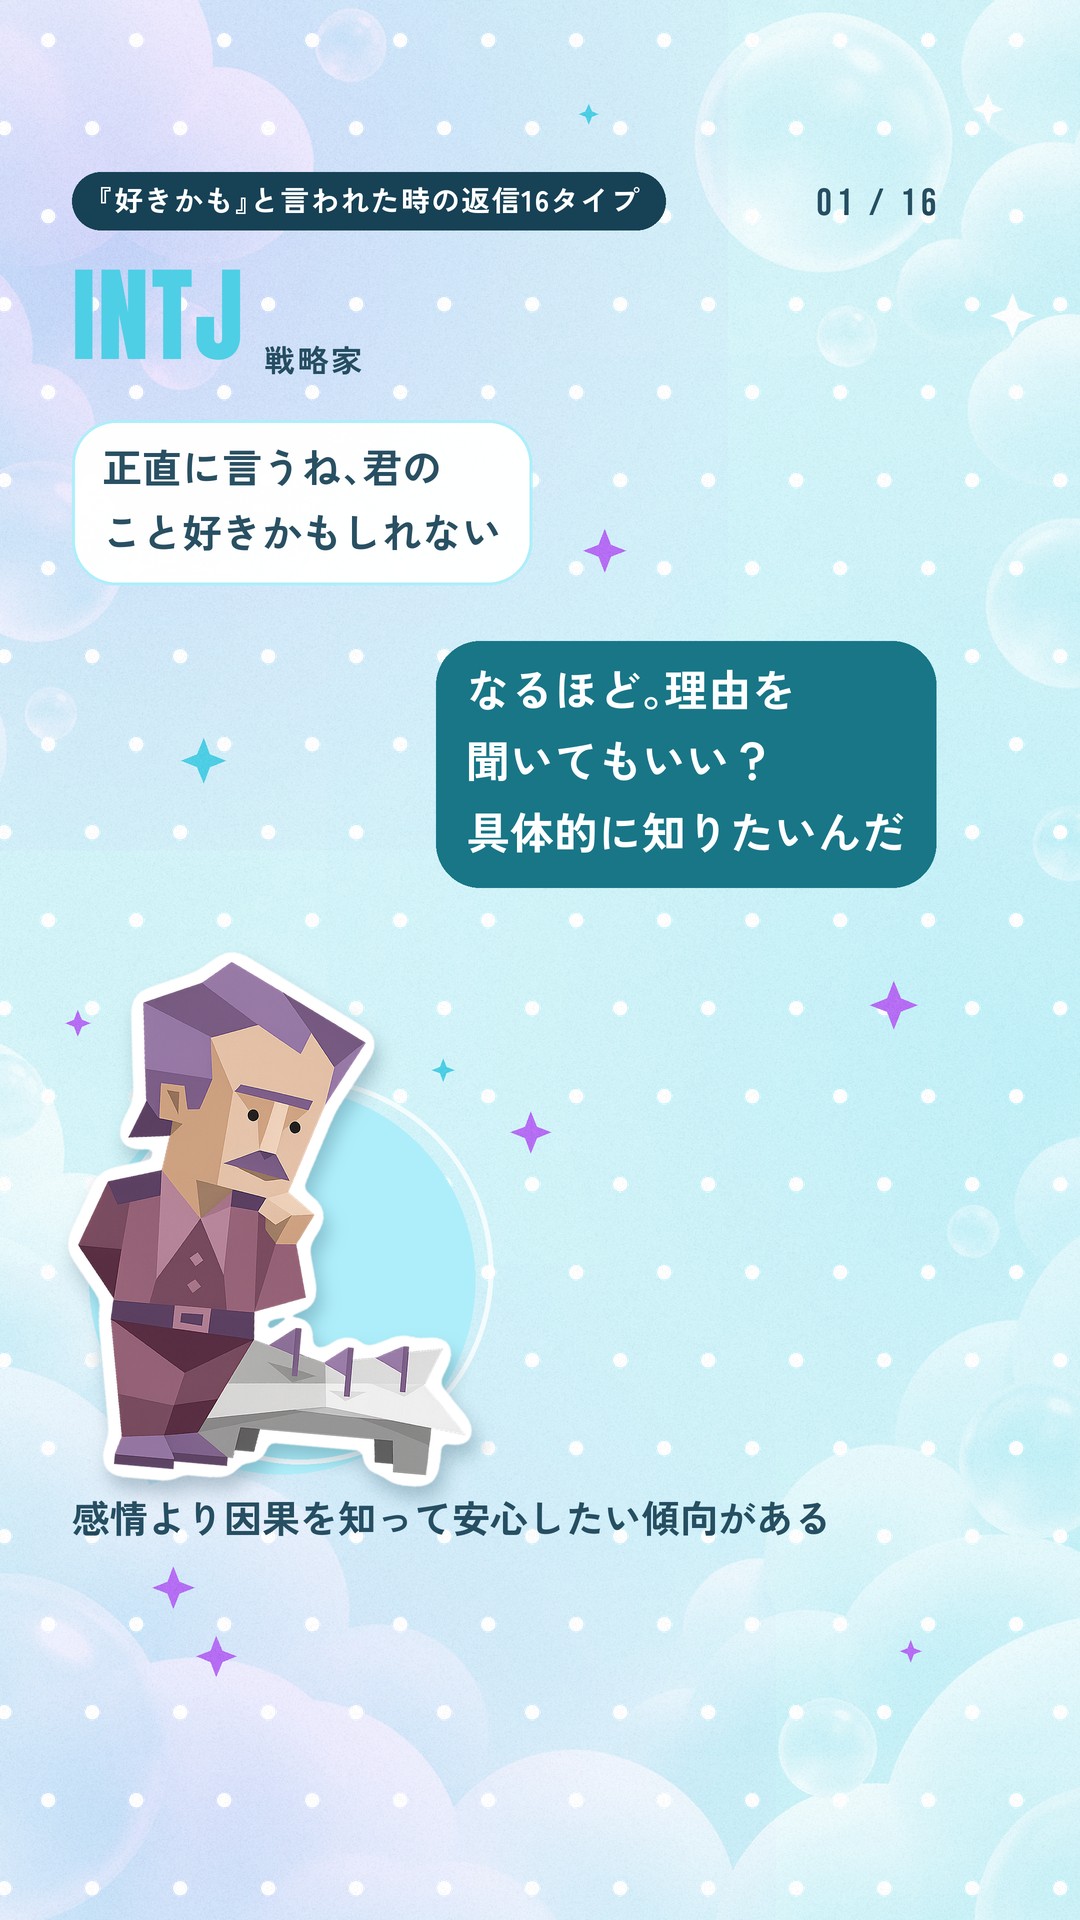 『好きかも』と言われた時の返信16タイプ
01 / 16
INTJ
戦略家
正直に言うね、君の
こと好きかもしれない
なるほど。理由を
聞いてもいい？
具体的に知りたいんだ
感情より因果を知って安心したい傾向がある